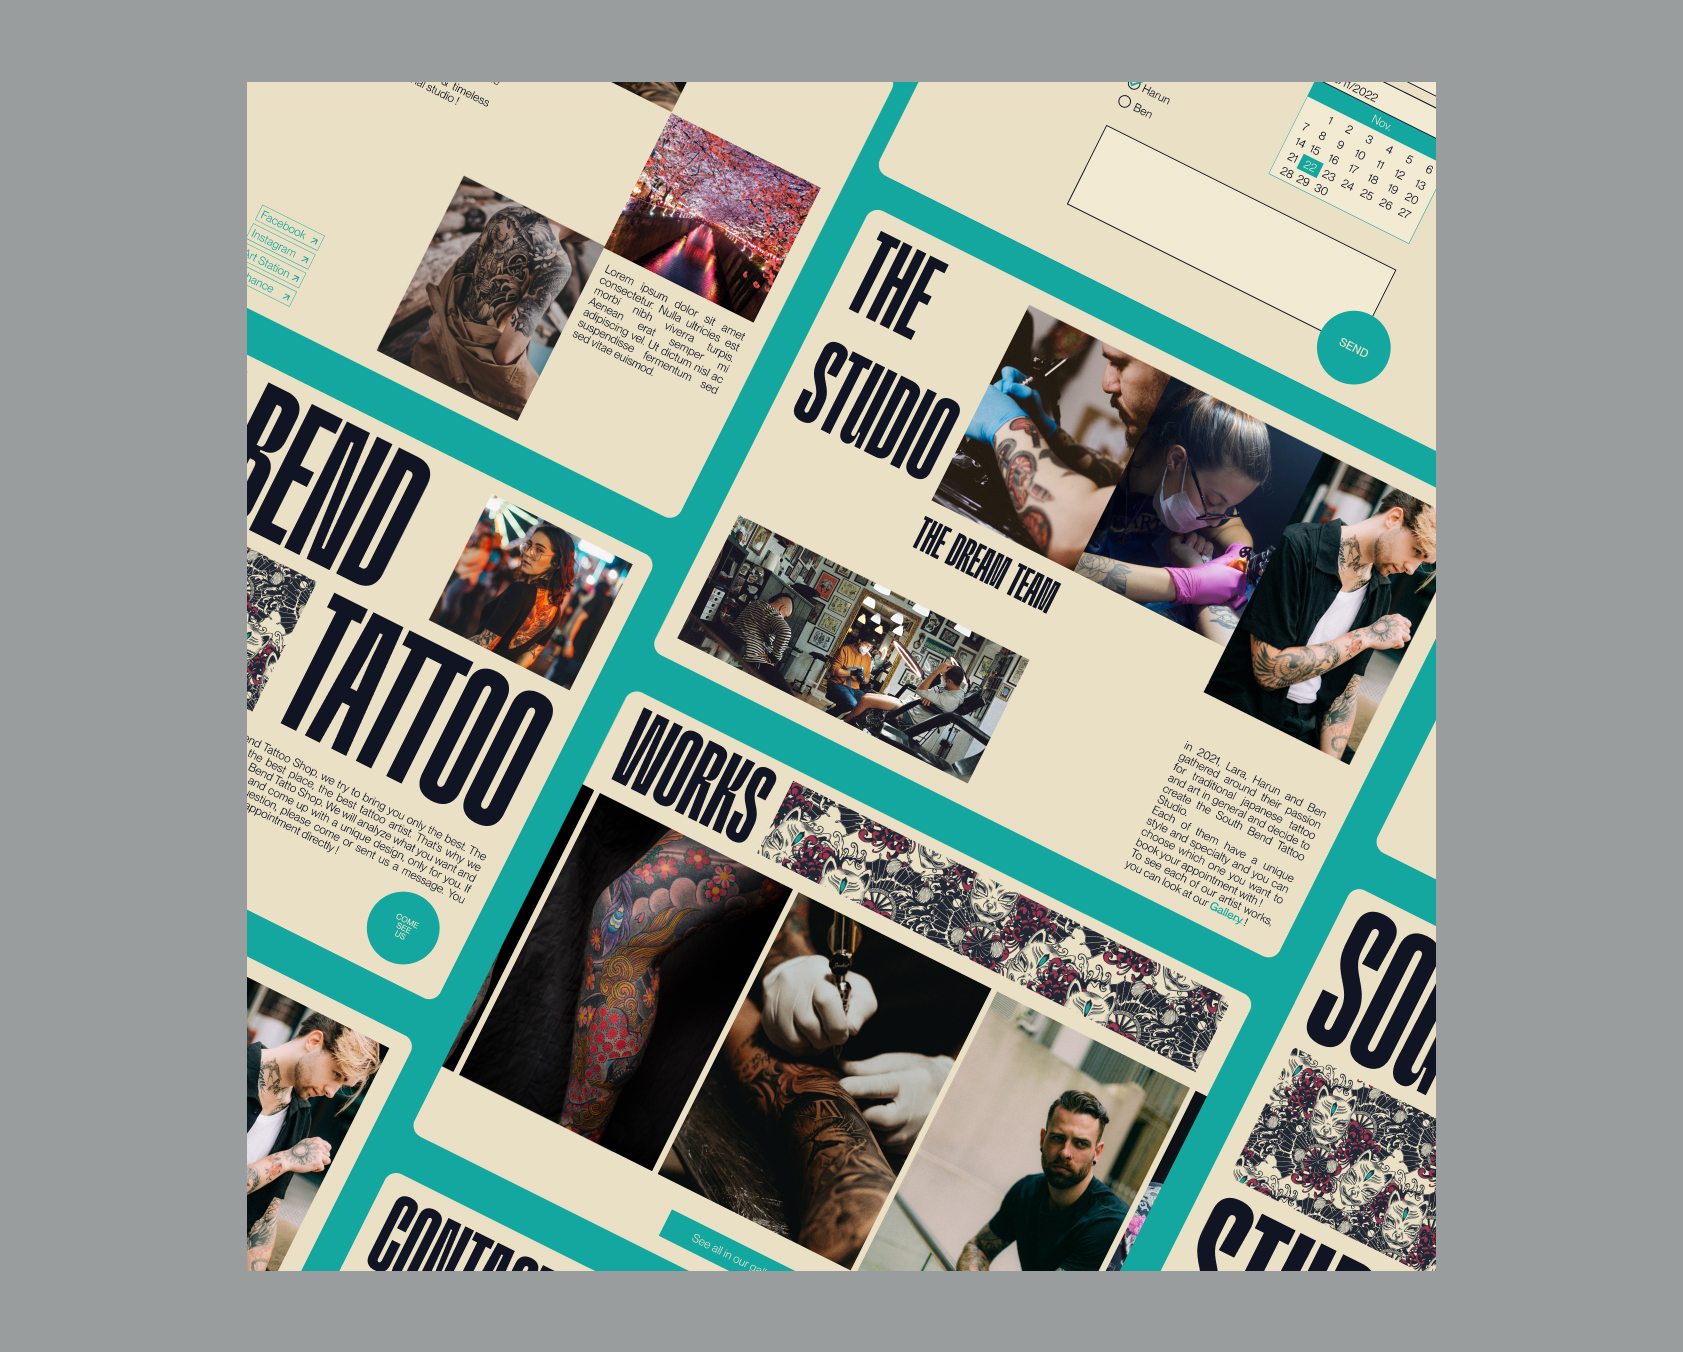 & timeless
studio !
Facebook
Instagram
Art Station
Lorem ipsum dolor sit amet
consectetur. Nulla ultricies est
morbi nibh viverra turpis.
Aenean erat semper mi
adipiscing vel. Ut dictum nisl ac
suspendisse fermentum sed
sed vitae euismod.
Harun
Ben
/2022
Nov.
1 2 3 4 5 6
7 8 9 10 11 12 13
14 15 16 17 18 19 20
21 22 23 24 25 26 27
28 29 30
SEND
THE
STUDIO
THE DREAM TEAM
in 2021, Lara, Harun and Ben
gathered around their passion
for traditional japanese tattoo
and art in general and decide to
create the South Bend Tattoo
Studio.
Each of them have a unique
style and specialty and you can
choose which one you want to
book your appointment with !
To see each of our artist works,
you can look at our Gallery !
BEND
TATTOO
Tattoo Shop, we try to bring you only the best. The
the best place, the best tattoo artist. That's why we
Bend Tatto Shop. We will analyze what you want and
and come up with a unique design, only for you. If
question, please come or sent us a message. You
appointment directly !
COME
SEE
US
WORKS
See all in our
CONTA
SOU
STU